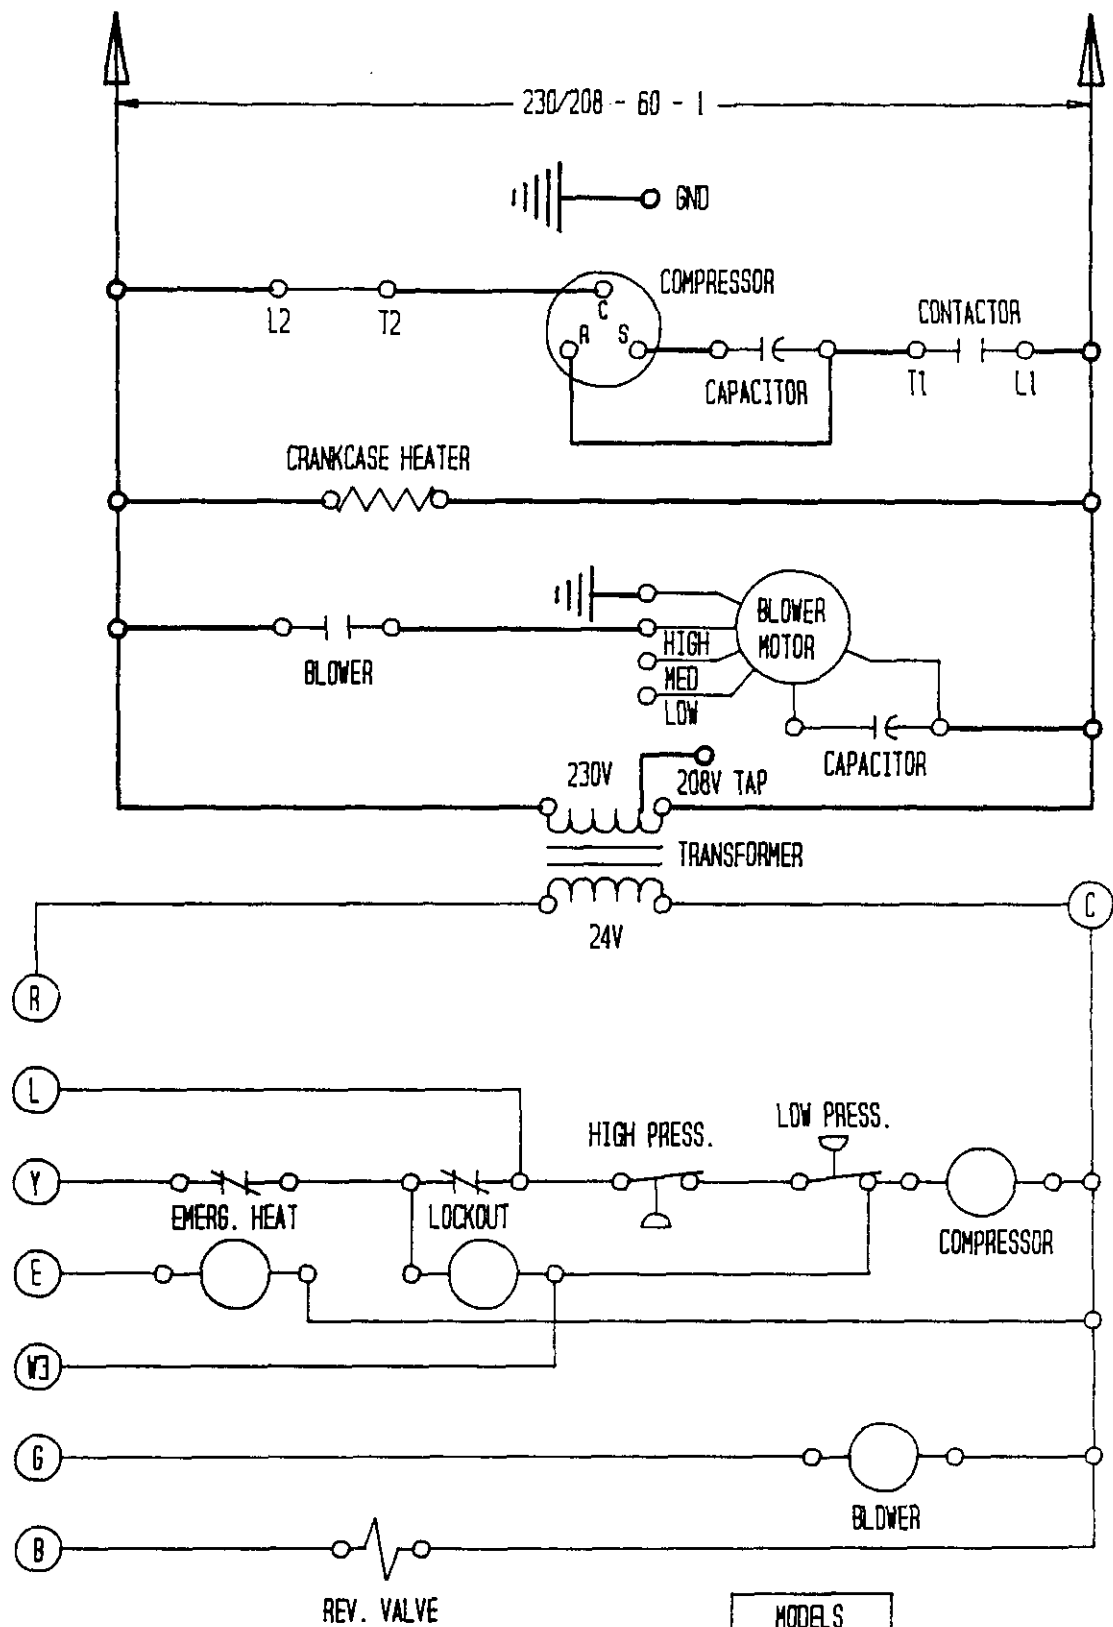 230/208 - 60 - 1
GND
COMPRESSOR
C
R S
L2 T2
CONTACTOR
CAPACITOR
T1 L1
CRANKCASE HEATER
BLOWER
MOTOR
HIGH
MED
LOW
BLOWER
CAPACITOR
230V
208V TAP
TRANSFORMER
24V
C
R
L
LOW PRESS.
HIGH PRESS.
Y
EMERG. HEAT
LOCKOUT
COMPRESSOR
E
W3
G
BLOWER
B
REV. VALVE
MODELS